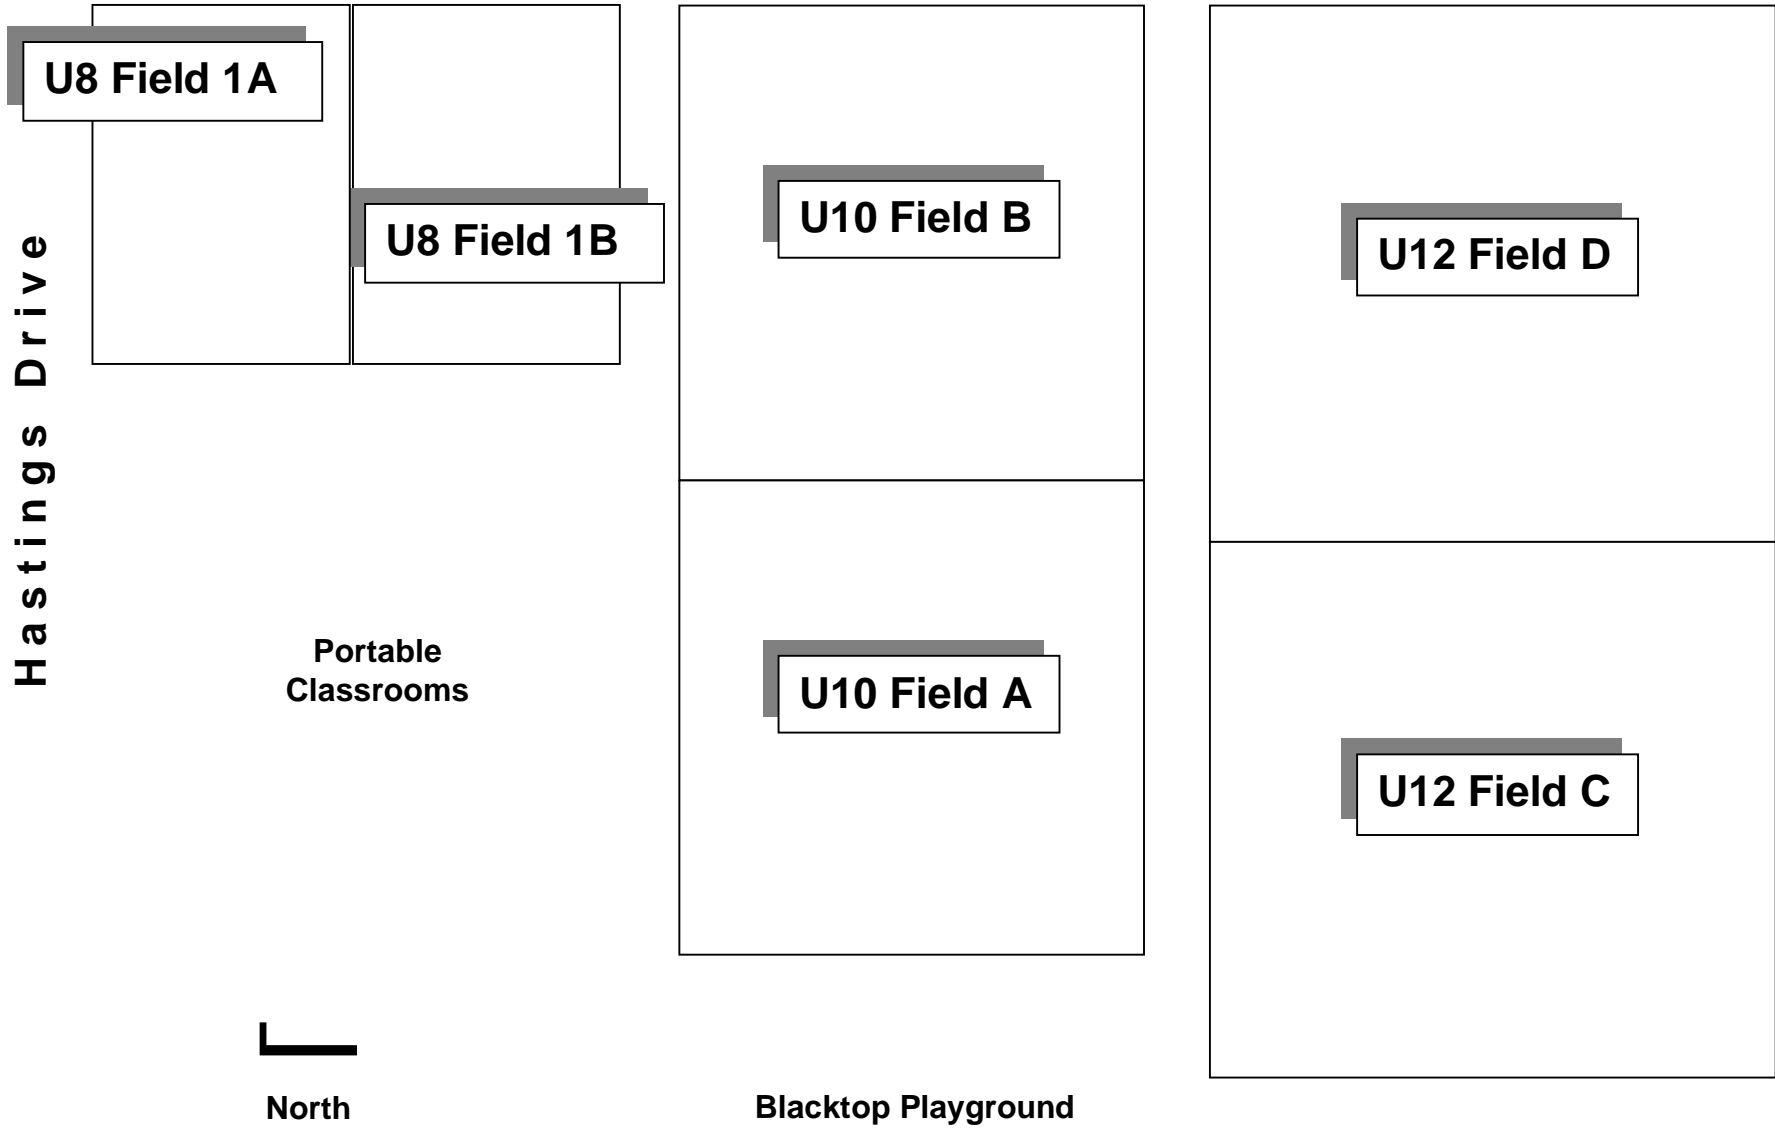 U8 Field 1A
U8 Field 1B
U10 Field B
U12 Field D
Hastings Drive
Portable
Classrooms
U10 Field A
U12 Field C
North
Blacktop Playground